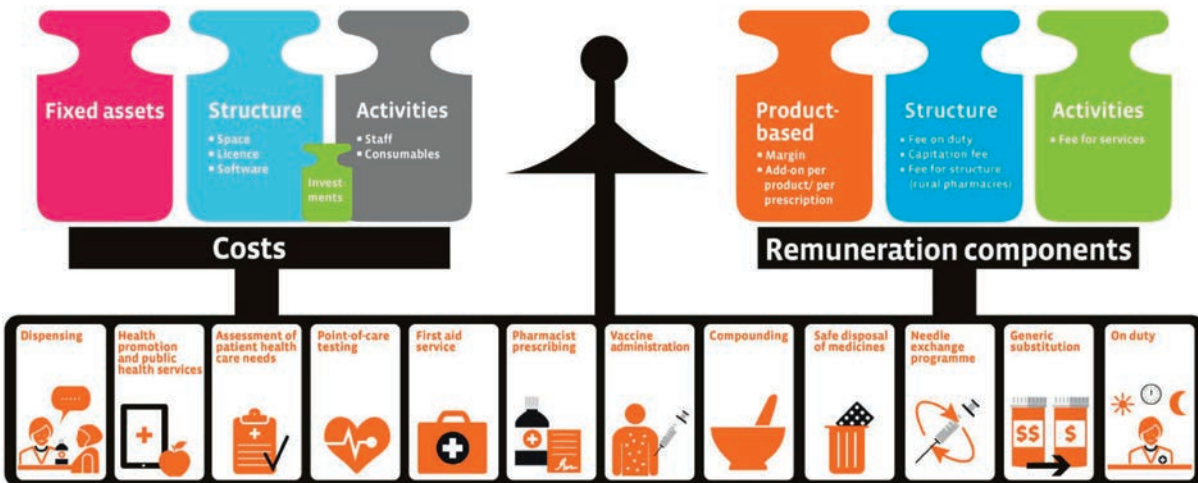 Fixed assets
Structure
▪ Space
▪ Licence
▪ Software
Invest-
ments
Activities
▪ Staff
▪ Consumables
Costs
Product-
based
▪ Margin
▪ Add-on per
product/ per
prescription
Structure
▪ Fee on duty
▪ Capitation fee
▪ Fee for structure
(rural pharmacies)
Activities
▪ Fee for services
Remuneration components
Dispensing
Health
promotion
and public
health services
Assessment of
patient health
care needs
Point-of-care
testing
First aid
service
Pharmacist
prescribing
Vaccine
administration
Compounding
Safe disposal
of medicines
Needle
exchange
programme
Generic
substitution
$$
$
On duty